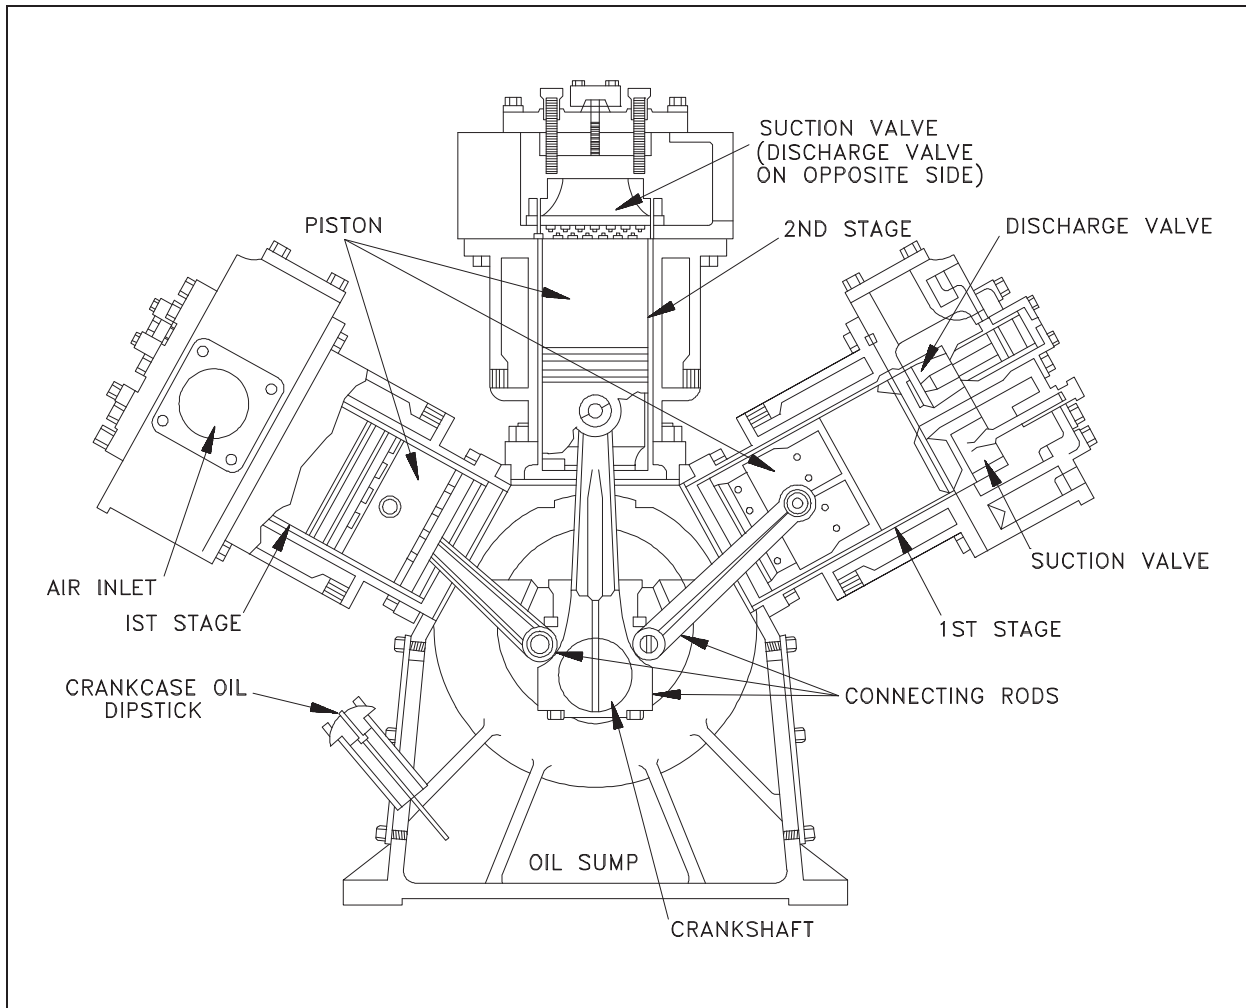 SUCTION VALVE
(DISCHARGE VALVE
ON OPPOSITE SIDE)
PISTON
2ND STAGE
DISCHARGE VALVE
AIR INLET
IST STAGE
SUCTION VALVE
1ST STAGE
CRANKCASE OIL
DIPSTICK
CONNECTING RODS
OIL SUMP
CRANKSHAFT